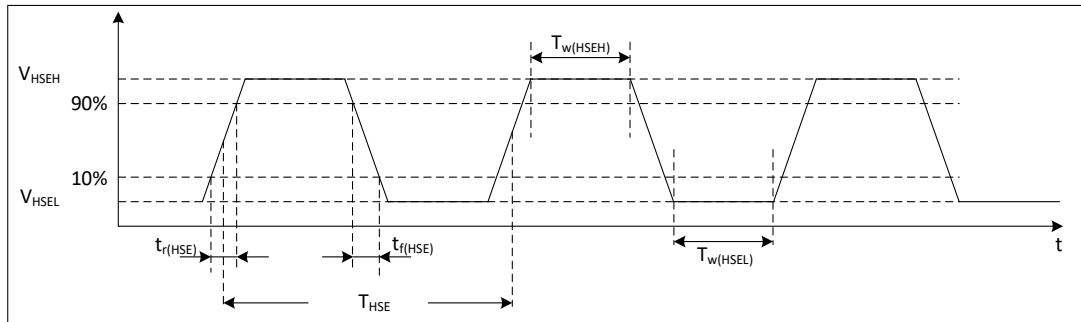 T_w(HSEH)
V_HSEH
90%
10%
V_HSEL
t_r(HSE)
t_f(HSE)
T_w(HSEL)
t
T_HSE